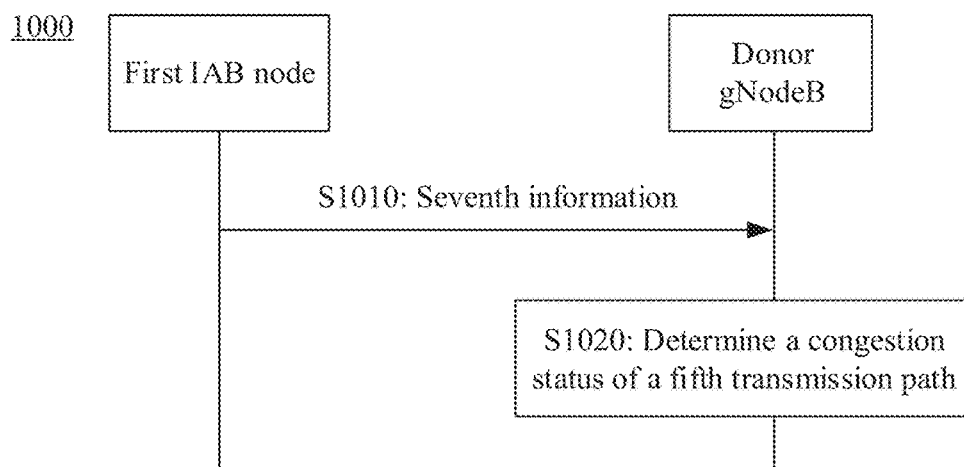 1000
First IAB node
Donor
gNodeB
S1010: Seventh information
S1020: Determine a congestion
status of a fifth transmission path